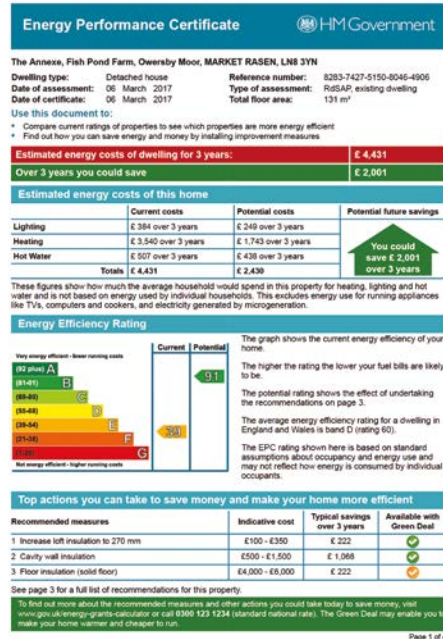 Energy Performance Certificate
HM Government
The Annexe, Fish Pond Farm, Owersby Moor, MARKET RASEN, LN8 3YN
Dwelling type: Detached house Reference number: 8283-7427-5150-8046-4906
Date of assessment: 06 March 2017 Type of assessment: RdSAP, existing dwelling
Date of certificate: 06 March 2017 Total floor area: 131 m²
Use this document to:
• Compare current ratings of properties to see which properties are more energy efficient
• Find out how you can save energy and money by installing improvement measures
Estimated energy costs of dwelling for 3 years: £ 4,431
Over 3 years you could save £ 2,001
Estimated energy costs of this home
Current costs Potential costs Potential future savings
Lighting £ 384 over 3 years £ 249 over 3 years
Heating £ 3,540 over 3 years £ 1,743 over 3 years
Hot Water £ 507 over 3 years £ 438 over 3 years
Totals £ 4,431 £ 2,430
You could
save £ 2,001
over 3 years
These figures show how much the average household would spend in this property for heating, lighting and hot
water and is not based on energy used by individual households. This excludes energy use for running appliances
like TVs, computers and cookers, and electricity generated by microgeneration.
Energy Efficiency Rating
Current Potential
Very energy efficient - lower running costs
(92 plus) A
(81-91) B
(69-80) C
(55-68) D
(39-54) E
(21-38) F
(1-20) G
Not energy efficient - higher running costs
39
91
The graph shows the current energy efficiency of your
home.
The higher the rating the lower your fuel bills are likely
to be.
The potential rating shows the effect of undertaking
the recommendations on page 3.
The average energy efficiency rating for a dwelling in
England and Wales is band D (rating 60).
The EPC rating shown here is based on standard
assumptions about occupancy and energy use and
may not reflect how energy is consumed by individual
occupants.
Top actions you can take to save money and make your home more efficient
Recommended measures Indicative cost Typical savings over 3 years Available with Green Deal
1 Increase loft insulation to 270 mm £100 - £350 £ 222
2 Cavity wall insulation £500 - £1,500 £ 1,068
3 Floor insulation (solid floor) £4,000 - £6,000 £ 222
See page 3 for a full list of recommendations for this property.
To find out more about the recommended measures and other actions you could take today to save money, visit
www.gov.uk/energy-grants-calculator or call 0300 123 1234 (standard national rate). The Green Deal may enable you to
make your home warmer and cheaper to run.
Page 1 of